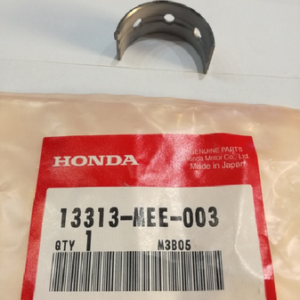 GENUINE PARTS
Honda Motor Co., Ltd.
Made in Japan
HONDA
13313-MEE-003
QTY 1 M3B05